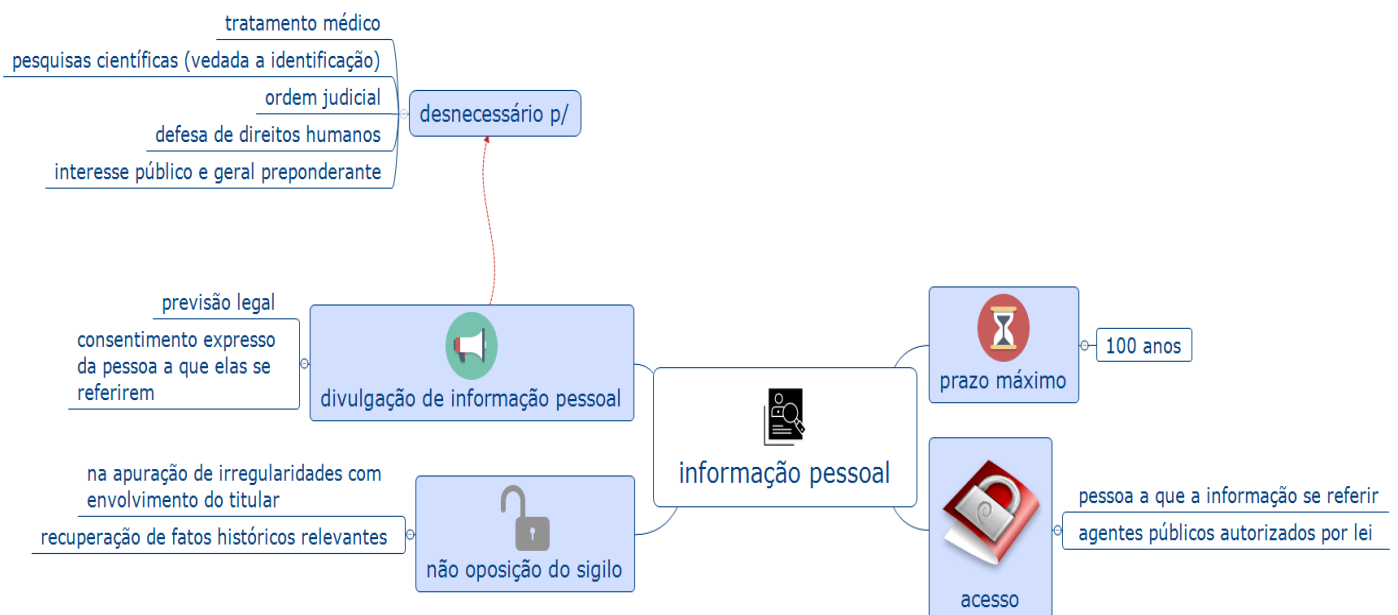 tratamento médico
pesquisas científicas (vedada a identificação)
ordem judicial
defesa de direitos humanos
interesse público e geral preponderante
desnecessário p/
previsão legal
consentimento expresso
da pessoa a que elas se
referirem
divulgação de informação pessoal
na apuração de irregularidades com
envolvimento do titular
recuperação de fatos históricos relevantes
não oposição do sigilo
informação pessoal
prazo máximo
100 anos
acesso
pessoa a que a informação se referir
agentes públicos autorizados por lei